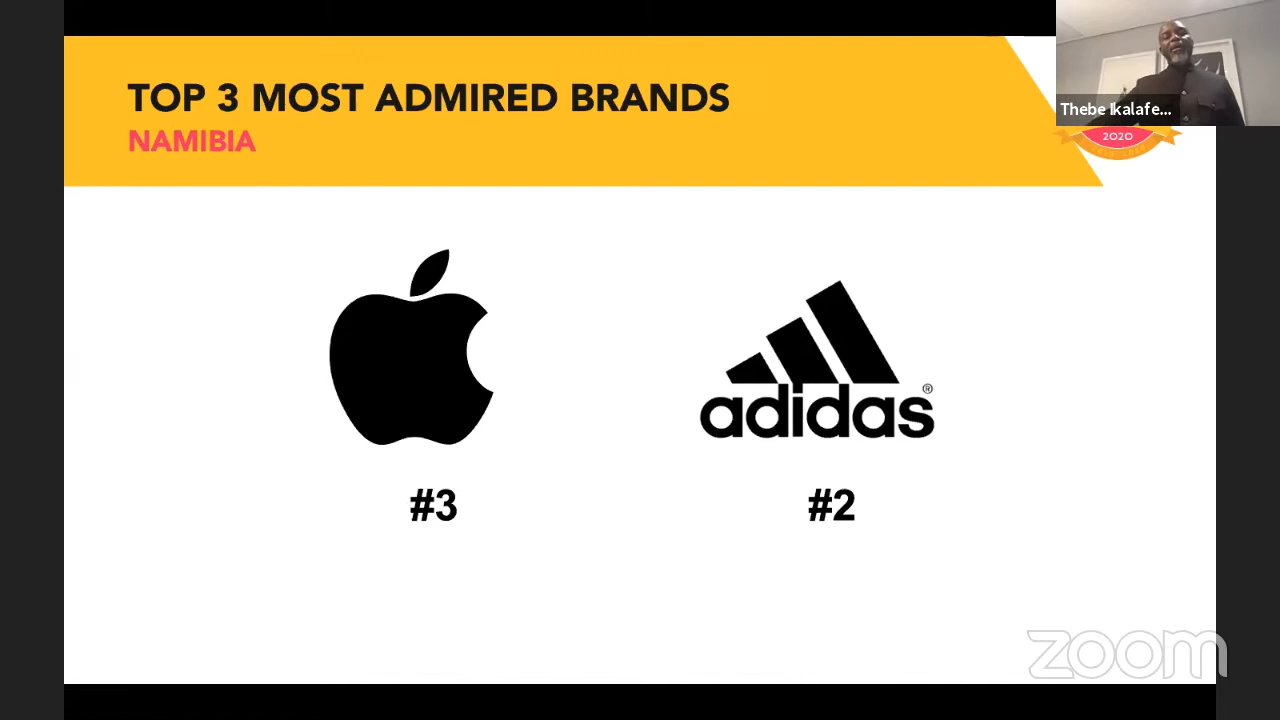 TOP 3 MOST ADMIRED BRANDS
NAMIBIA
Thebe Ikalafe...
2020
adidas®
#3
#2
zoom